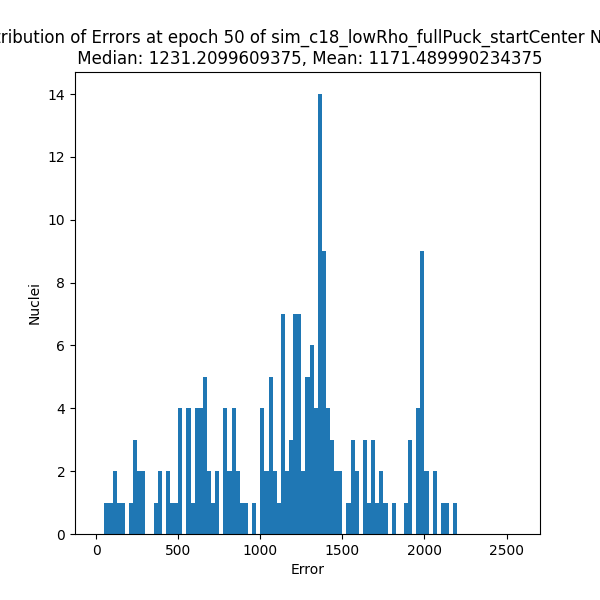 tribution of Errors at epoch 50 of sim_c18_lowRho_fullPuck_startCenter N
Median: 1231.2099609375, Mean: 1171.489990234375
14
12
10
8
6
4
2
0
Nuclei
0 500 1000 1500 2000 2500
Error